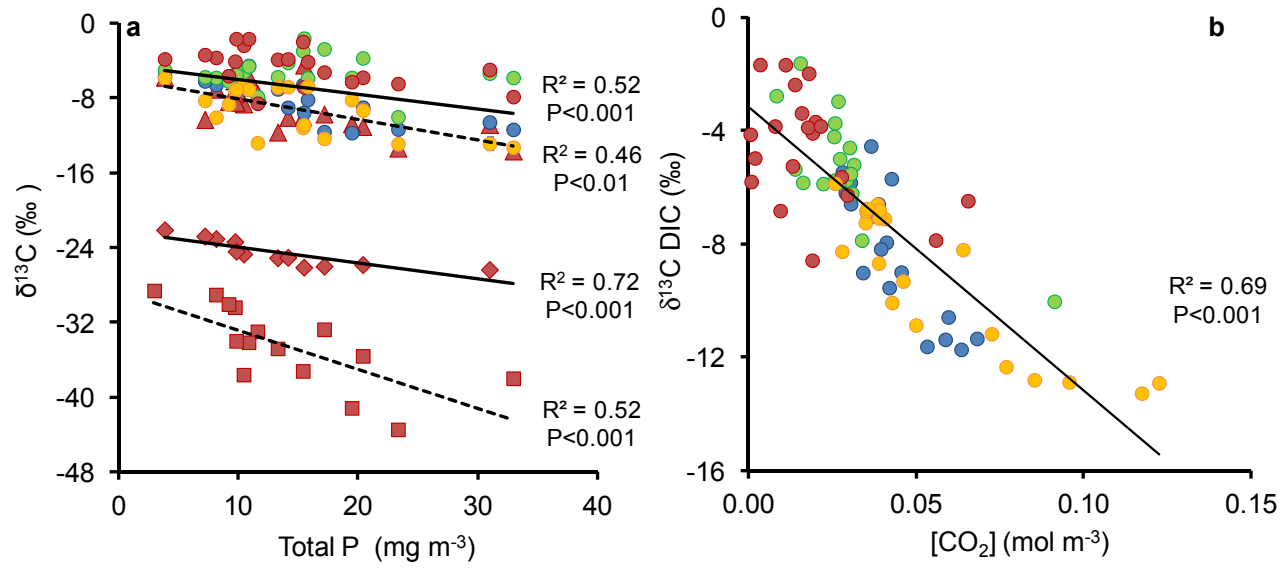 a
0
-8
-16
-24
-32
-40
-48
δ¹³C (‰ )
R² = 0.52
P<0.001
R² = 0.46
P<0.01
R² = 0.72
P<0.001
R² = 0.52
P<0.001
0 10 20 30 40
Total P (mg m⁻³)
b
0
-4
-8
-12
-16
δ¹³C DIC (‰)
R² = 0.69
P<0.001
0.00 0.05 0.10 0.15
[CO₂] (mol m⁻³)